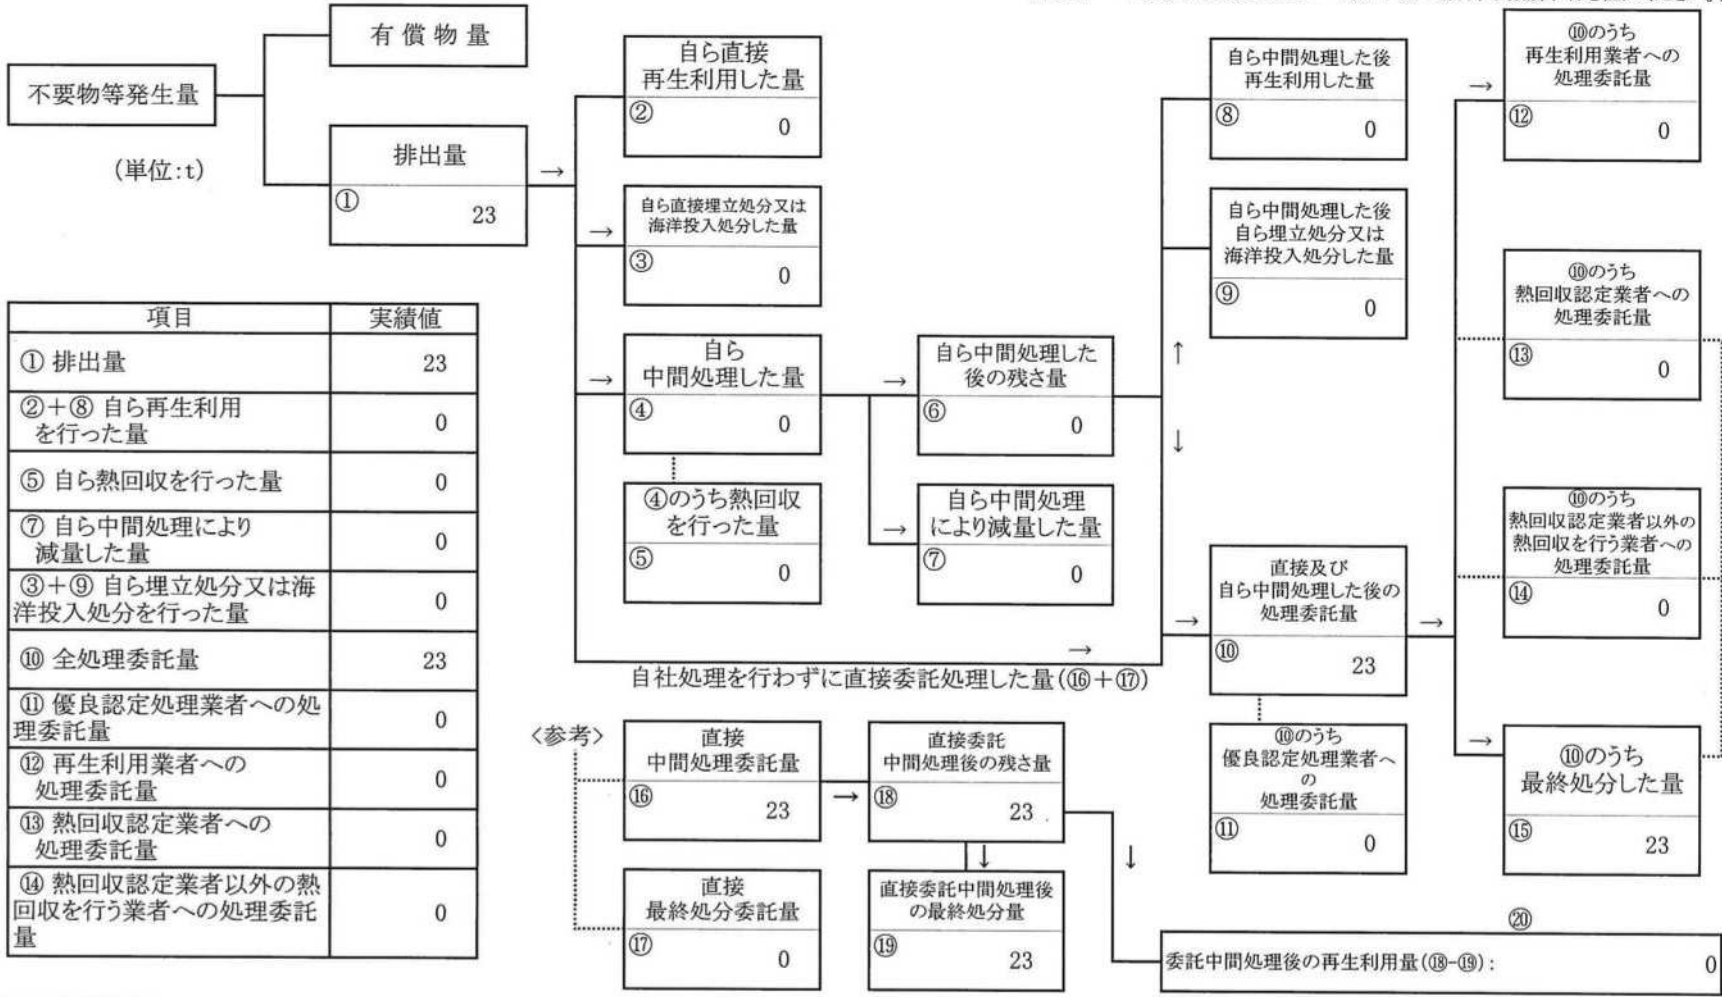 不要物等発生量
(単位:t)
有償物量
排出量
① 23
→
自ら直接
再生利用した量
② 0
→
自ら直接埋立処分又は
海洋投入処分した量
③ 0
→
自ら
中間処理した量
④ 0
④のうち熱回収
を行った量
⑤ 0
→
自ら中間処理した
後の残さ量
⑥ 0
→
自ら中間処理
により減量した量
⑦ 0
↑
↓
自ら中間処理した後
再生利用した量
⑧ 0
自ら中間処理した後
自ら埋立処分又は
海洋投入処分した量
⑨ 0
→
直接及び
自ら中間処理した後の
処理委託量
⑩ 23
⑩のうち
優良認定処理業者へ
の
処理委託量
⑪ 0
→
→
⑩のうち
再生利用業者への
処理委託量
⑫ 0
⑩のうち
熱回収認定業者への
処理委託量
⑬ 0
⑩のうち
熱回収認定業者以外の
熱回収を行う業者への
処理委託量
⑭ 0
→
⑩のうち
最終処分した量
⑮ 23
→
自社処理を行わずに直接委託処理した量(⑯+⑰)
<参考>
直接
中間処理委託量
⑯ 23
→
直接委託
中間処理後の残さ量
⑱ 23
↓
↓
直接
最終処分委託量
⑰ 0
直接委託中間処理後
の最終処分量
⑲ 23
⑳
委託中間処理後の再生利用量(⑱-⑲): 0
項目 実績値
① 排出量 23
②+⑧ 自ら再生利用
を行った量 0
⑤ 自ら熱回収を行った量 0
⑦ 自ら中間処理により
減量した量 0
③+⑨ 自ら埋立処分又は海
洋投入処分を行った量 0
⑩ 全処理委託量 23
⑪ 優良認定処理業者への処
理委託量 0
⑫ 再生利用業者への
処理委託量 0
⑬ 熱回収認定業者への
処理委託量 0
⑭ 熱回収認定業者以外の熱
回収を行う業者への処理委託
量 0